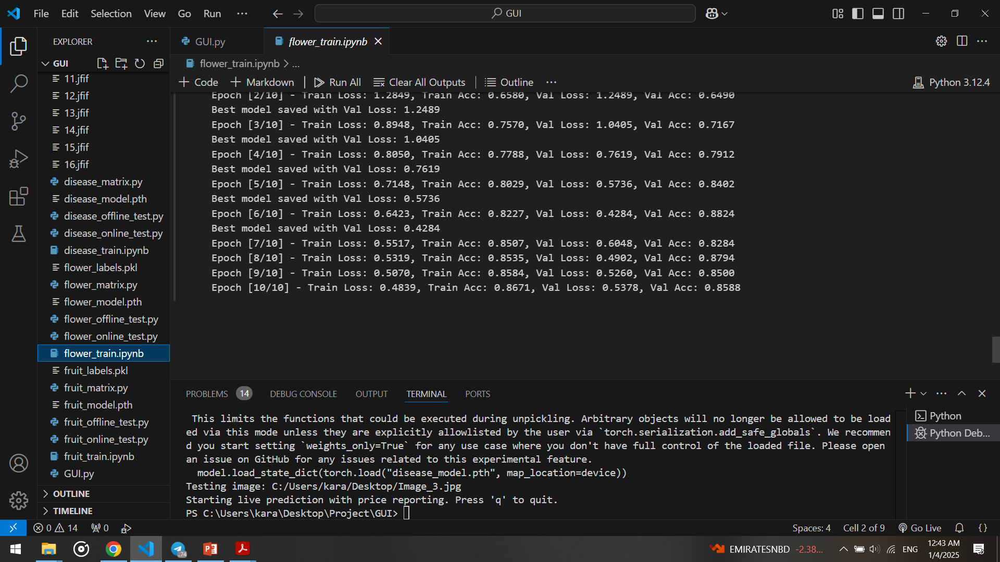 File Edit Selection View Go Run ··· GUI
EXPLORER ···
GUI
11.jfif
12.jfif
13.jfif
14.jfif
15.jfif
16.jfif
disease_matrix.py
disease_model.pth
disease_offline_test.py
disease_online_test.py
disease_train.ipynb
flower_labels.pkl
flower_matrix.py
flower_model.pth
flower_offline_test.py
flower_online_test.py
flower_train.ipynb
fruit_labels.pkl
fruit_matrix.py
fruit_model.pth
fruit_offline_test.py
fruit_online_test.py
fruit_train.ipynb
GUI.py
OUTLINE
TIMELINE
GUI.py flower_train.ipynb
flower_train.ipynb > ...
+ Code + Markdown Run All Clear All Outputs Outline ··· Python 3.12.4
Epoch [2/10] - Train Loss: 1.2849, Train Acc: 0.6580, Val Loss: 1.2489, Val Acc: 0.6490
Best model saved with Val Loss: 1.2489
Epoch [3/10] - Train Loss: 0.8948, Train Acc: 0.7570, Val Loss: 1.0405, Val Acc: 0.7167
Best model saved with Val Loss: 1.0405
Epoch [4/10] - Train Loss: 0.8050, Train Acc: 0.7788, Val Loss: 0.7619, Val Acc: 0.7912
Best model saved with Val Loss: 0.7619
Epoch [5/10] - Train Loss: 0.7148, Train Acc: 0.8029, Val Loss: 0.5736, Val Acc: 0.8402
Best model saved with Val Loss: 0.5736
Epoch [6/10] - Train Loss: 0.6423, Train Acc: 0.8227, Val Loss: 0.4284, Val Acc: 0.8824
Best model saved with Val Loss: 0.4284
Epoch [7/10] - Train Loss: 0.5517, Train Acc: 0.8507, Val Loss: 0.6048, Val Acc: 0.8284
Epoch [8/10] - Train Loss: 0.5319, Train Acc: 0.8535, Val Loss: 0.4902, Val Acc: 0.8794
Epoch [9/10] - Train Loss: 0.5070, Train Acc: 0.8584, Val Loss: 0.5260, Val Acc: 0.8500
Epoch [10/10] - Train Loss: 0.4839, Train Acc: 0.8671, Val Loss: 0.5378, Val Acc: 0.8588
PROBLEMS 14 DEBUG CONSOLE OUTPUT TERMINAL PORTS
This limits the functions that could be executed during unpickling. Arbitrary objects will no longer be allowed to be load
ed via this mode unless they are explicitly allowlisted by the user via `torch.serialization.add_safe_globals`. We recommen
d you start setting `weights_only=True` for any use case where you don't have full control of the loaded file. Please open
an issue on GitHub for any issues related to this experimental feature.
model.load_state_dict(torch.load("disease_model.pth", map_location=device))
Testing image: C:/Users/kara/Desktop/Image_3.jpg
Starting live prediction with price reporting. Press 'q' to quit.
PS C:\Users\kara\Desktop\Project\GUI>
Python
Python Deb...
0 14 0 Spaces: 4 Cell 2 of 9 Go Live {}
74 EMIRATESNBD -2.38... ENG 12:43 AM
1/4/2025